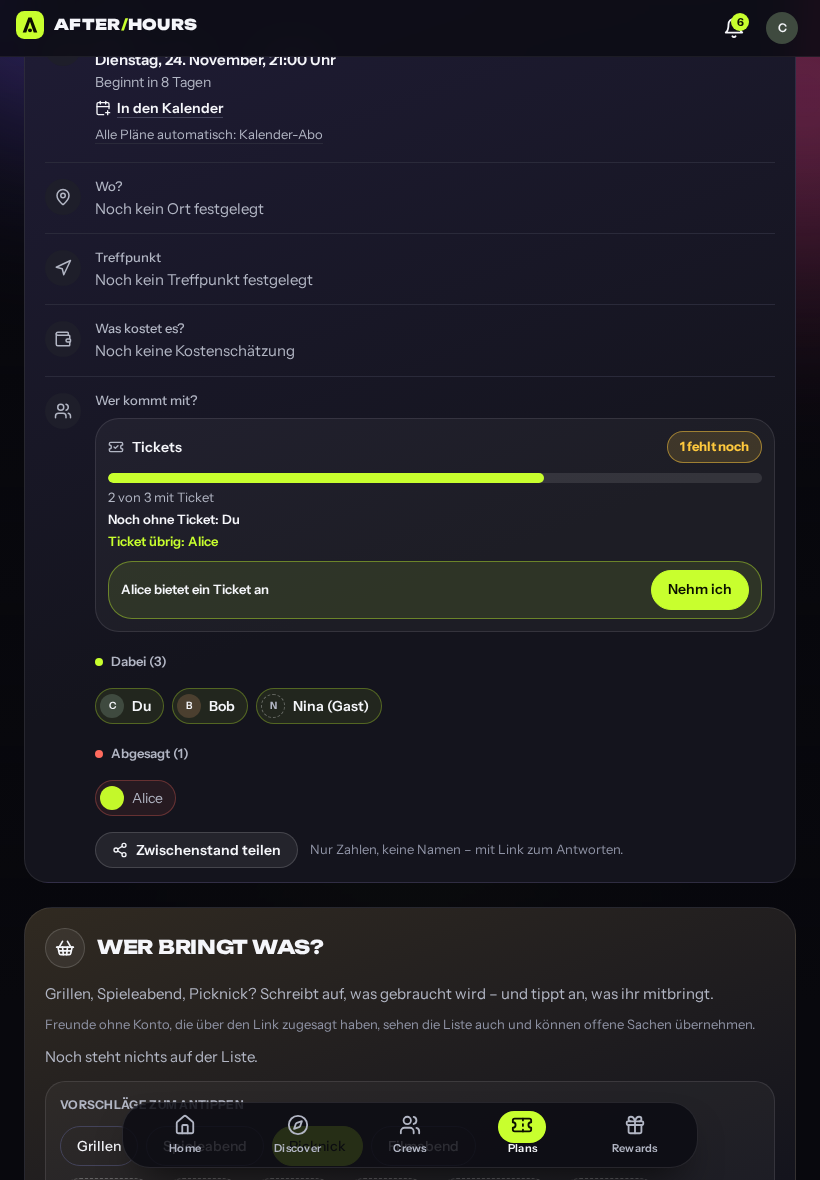 AFTER/HOURS
6
C
Dienstag, 24. November, 21:00 Uhr
Beginnt in 8 Tagen
In den Kalender
Alle Pläne automatisch: Kalender-Abo
Wo?
Noch kein Ort festgelegt
Treffpunkt
Noch kein Treffpunkt festgelegt
Was kostet es?
Noch keine Kostenschätzung
Wer kommt mit?
Tickets
1 fehlt noch
2 von 3 mit Ticket
Noch ohne Ticket: Du
Ticket übrig: Alice
Alice bietet ein Ticket an
Nehm ich
Dabei (3)
C Du
B Bob
N Nina (Gast)
Abgesagt (1)
Alice
Zwischenstand teilen
Nur Zahlen, keine Namen – mit Link zum Antworten.
WER BRINGT WAS?
Grillen, Spieleabend, Picknick? Schreibt auf, was gebraucht wird – und tippt an, was ihr mitbringt.
Freunde ohne Konto, die über den Link zugesagt haben, sehen die Liste auch und können offene Sachen übernehmen.
Noch steht nichts auf der Liste.
VORSCHLÄGE ZUM ANTIPPEN
Grillen
Spieleabend
Picknick
Home
Discover
Crews
Plans
Rewards